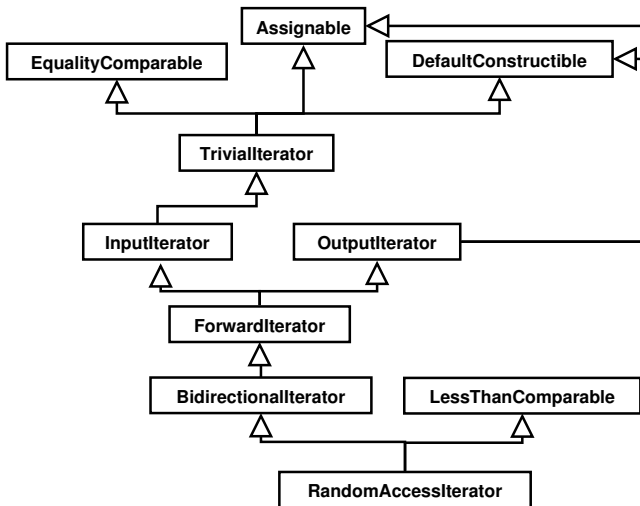 Assignable
EqualityComparable
DefaultConstructible
TrivialIterator
InputIterator
OutputIterator
ForwardIterator
BidirectionalIterator
LessThanComparable
RandomAccessIterator